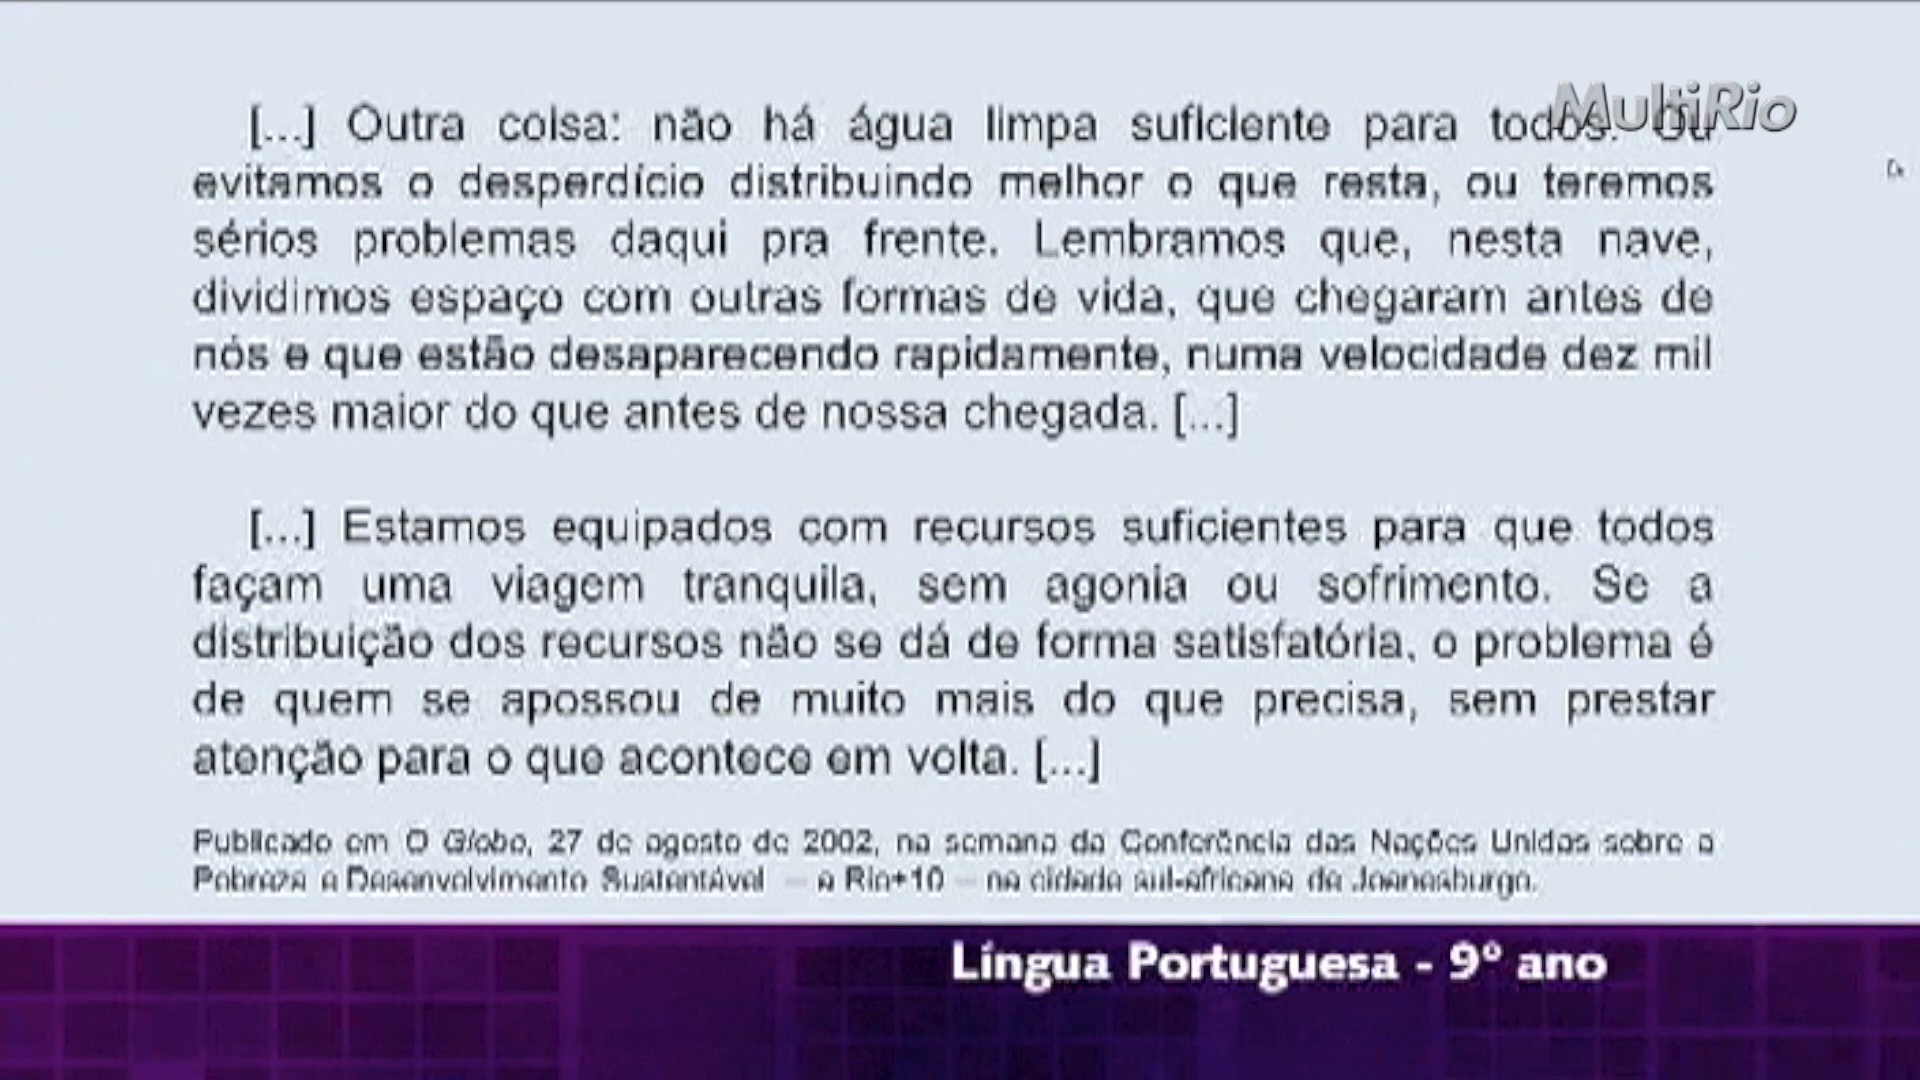 MultiRio
[...] Outra coisa: não há água limpa suficiente para todos. Ou
evitamos o desperdício distribuindo melhor o que resta, ou teremos
sérios problemas daqui pra frente. Lembramos que, nesta nave,
dividimos espaço com outras formas de vida, que chegaram antes de
nós e que estão desaparecendo rapidamente, numa velocidade dez mil
vezes maior do que antes de nossa chegada. [...]
[...] Estamos equipados com recursos suficientes para que todos
façam uma viagem tranquila, sem agonia ou sofrimento. Se a
distribuição dos recursos não se dá de forma satisfatória, o problema é
de quem se apossou de muito mais do que precisa, sem prestar
atenção para o que acontece em volta. [...]
Publicado em O Globo, 27 de agosto de 2002, na semana da Conferência das Nações Unidas sobre a
Pobreza e Desenvolvimento Sustentável – a Rio+10 – na cidade sul-africana de Joanesburgo.
Língua Portuguesa - 9º ano